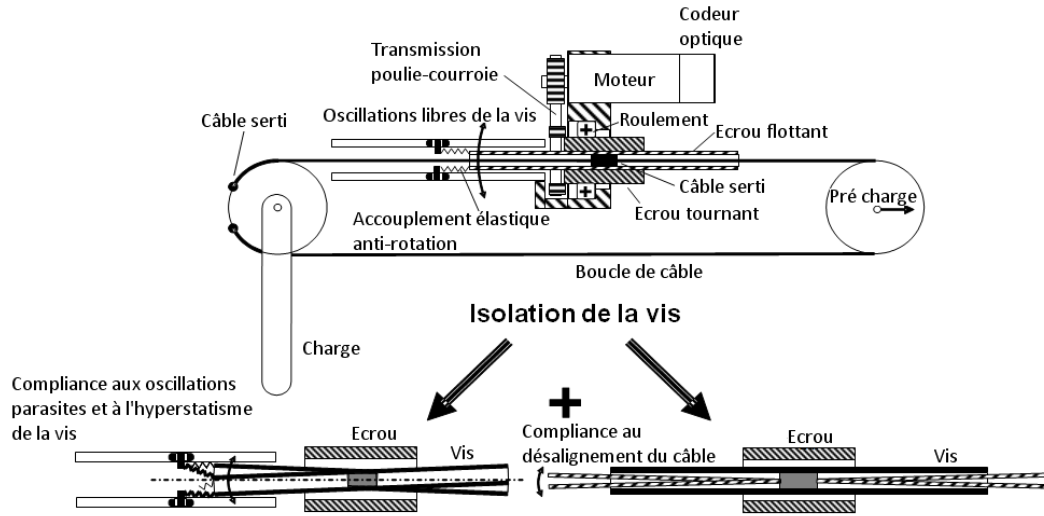 Codeur
optique
Transmission
poulie-courroie
Moteur
Oscillations libres de la vis
Roulement
Câble serti
Ecrou flottant
Câble serti
Pré charge
Accouplement élastique
anti-rotation
Ecrou tournant
Boucle de câble
Isolation de la vis
Charge
Compliance aux oscillations
parasites et à l'hyperstatisme
de la vis
Ecrou
Vis
+
Compliance au
désalignement du câble
Ecrou
Vis